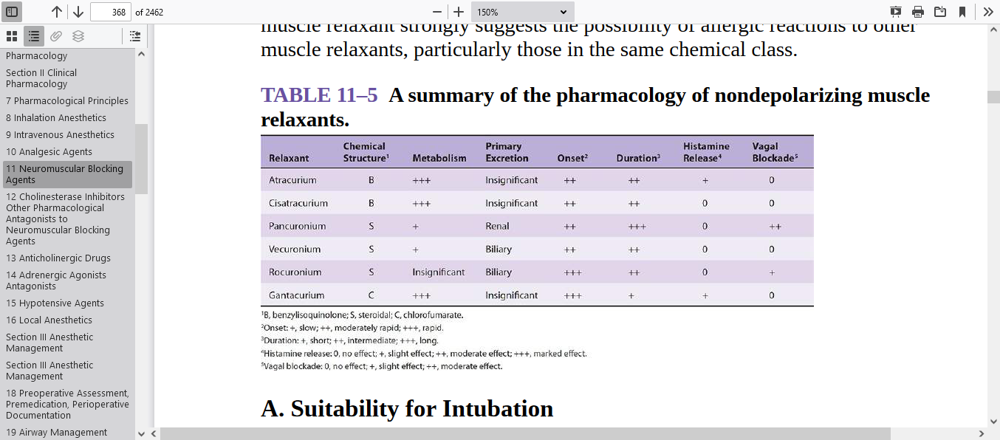 368 of 2462
150%
Pharmacology
Section II Clinical
Pharmacology
7 Pharmacological Principles
8 Inhalation Anesthetics
9 Intravenous Anesthetics
10 Analgesic Agents
11 Neuromuscular Blocking
Agents
12 Cholinesterase Inhibitors
Other Pharmacological
Antagonists to
Neuromuscular Blocking
Agents
13 Anticholinergic Drugs
14 Adrenergic Agonists
Antagonists
15 Hypotensive Agents
16 Local Anesthetics
Section III Anesthetic
Management
Section III Anesthetic
Management
18 Preoperative Assessment,
Premedication, Perioperative
Documentation
19 Airway Management
muscle relaxant strongly suggests the possibility of allergic reactions to other
muscle relaxants, particularly those in the same chemical class.
TABLE 11–5 A summary of the pharmacology of nondepolarizing muscle
relaxants.
Relaxant Chemical Structure¹ Metabolism Primary Excretion Onset² Duration³ Histamine Release⁴ Vagal Blockade⁵
Atracurium B +++ Insignificant ++ ++ + 0
Cisatracurium B +++ Insignificant ++ ++ 0 0
Pancuronium S + Renal ++ +++ 0 ++
Vecuronium S + Biliary ++ ++ 0 0
Rocuronium S Insignificant Biliary +++ ++ 0 +
Gantacurium C +++ Insignificant +++ + + 0
¹B, benzylisoquinolone; S, steroidal; C, chlorofumarate.
²Onset: +, slow; ++, moderately rapid; +++, rapid.
³Duration: +, short; ++, intermediate; +++, long.
⁴Histamine release: 0, no effect; +, slight effect; ++, moderate effect; +++, marked effect.
⁵Vagal blockade: 0, no effect; +, slight effect; ++, moderate effect.
A. Suitability for Intubation